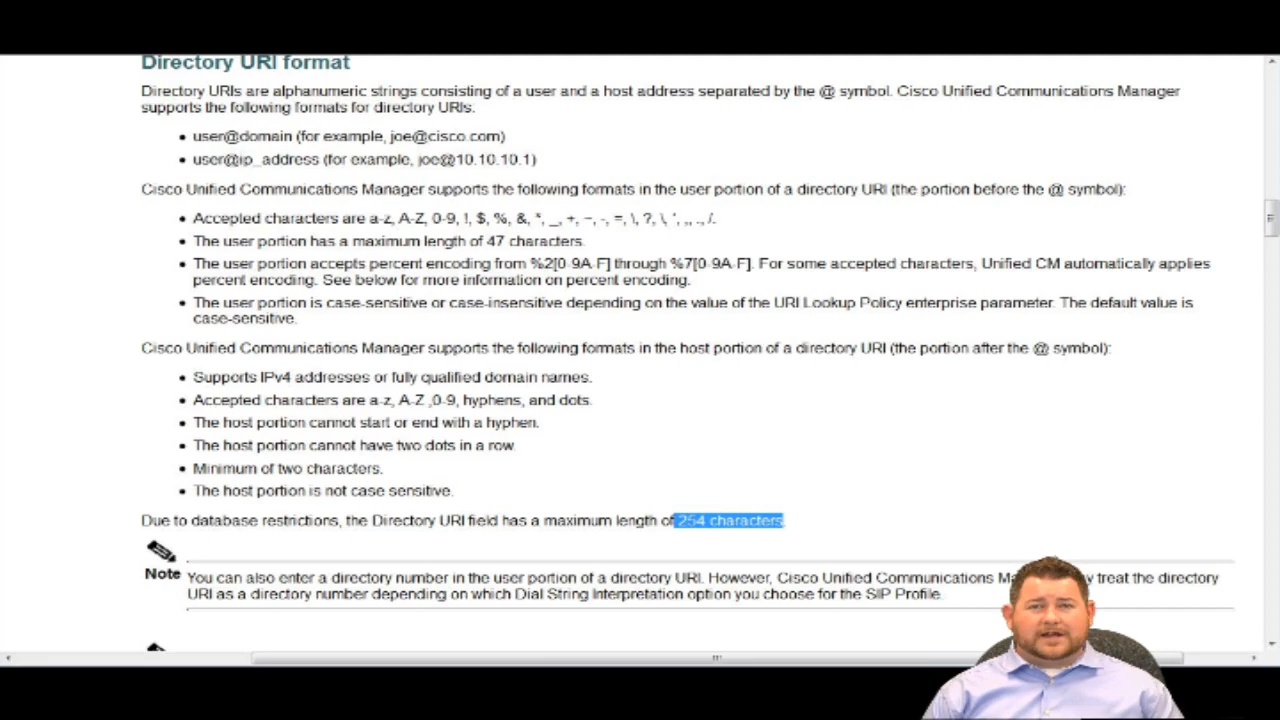 Directory URI format
Directory URIs are alphanumeric strings consisting of a user and a host address separated by the @ symbol. Cisco Unified Communications Manager
supports the following formats for directory URIs.
• user@domain (for example, joe@cisco.com)
• user@ip_address (for example, joe@10.10.10.1)
Cisco Unified Communications Manager supports the following formats in the user portion of a directory URI (the portion before the @ symbol):
• Accepted characters are a-z, A-Z, 0-9, !, $, %, &, *, _, +, ~, -, =, \, ?, \, ', ,, ., /.
• The user portion has a maximum length of 47 characters.
• The user portion accepts percent encoding from %2[0-9A-F] through %7[0-9A-F]. For some accepted characters, Unified CM automatically applies
percent encoding. See below for more information on percent encoding.
• The user portion is case-sensitive or case-insensitive depending on the value of the URI Lookup Policy enterprise parameter. The default value is
case-sensitive.
Cisco Unified Communications Manager supports the following formats in the host portion of a directory URI (the portion after the @ symbol):
• Supports IPv4 addresses or fully qualified domain names.
• Accepted characters are a-z, A-Z ,0-9, hyphens, and dots.
• The host portion cannot start or end with a hyphen.
• The host portion cannot have two dots in a row.
• Minimum of two characters.
• The host portion is not case sensitive.
Due to database restrictions, the Directory URI field has a maximum length of 254 characters.
Note You can also enter a directory number in the user portion of a directory URI. However, Cisco Unified Communications treat the directory
URI as a directory number depending on which Dial String Interpretation option you choose for the SIP Profile.